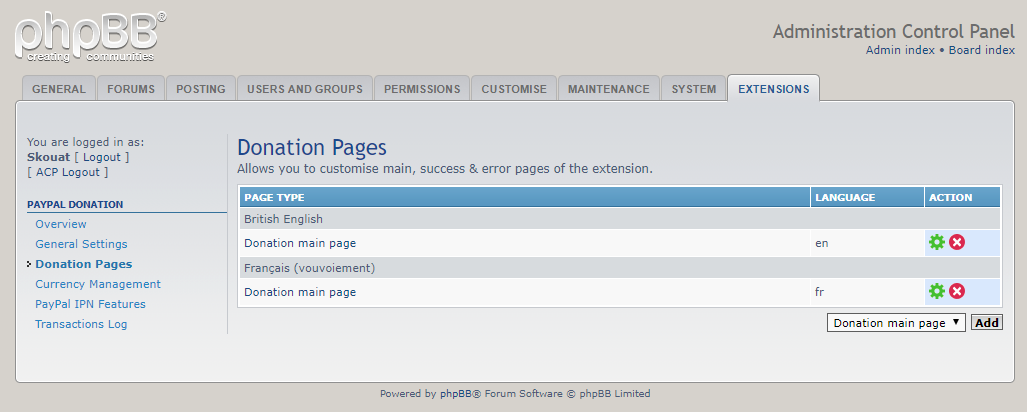 phpBB®
creating communities
Administration Control Panel
Admin index • Board index
GENERAL FORUMS POSTING USERS AND GROUPS PERMISSIONS CUSTOMISE MAINTENANCE SYSTEM EXTENSIONS
You are logged in as:
Skouat [ Logout ]
[ ACP Logout ]
PAYPAL DONATION
Overview
General Settings
Donation Pages
Currency Management
PayPal IPN Features
Transactions Log
Donation Pages
Allows you to customise main, success & error pages of the extension.
PAGE TYPE LANGUAGE ACTION
British English
Donation main page en
Français (vouvoiement)
Donation main page fr
Donation main page Add
Powered by phpBB® Forum Software © phpBB Limited